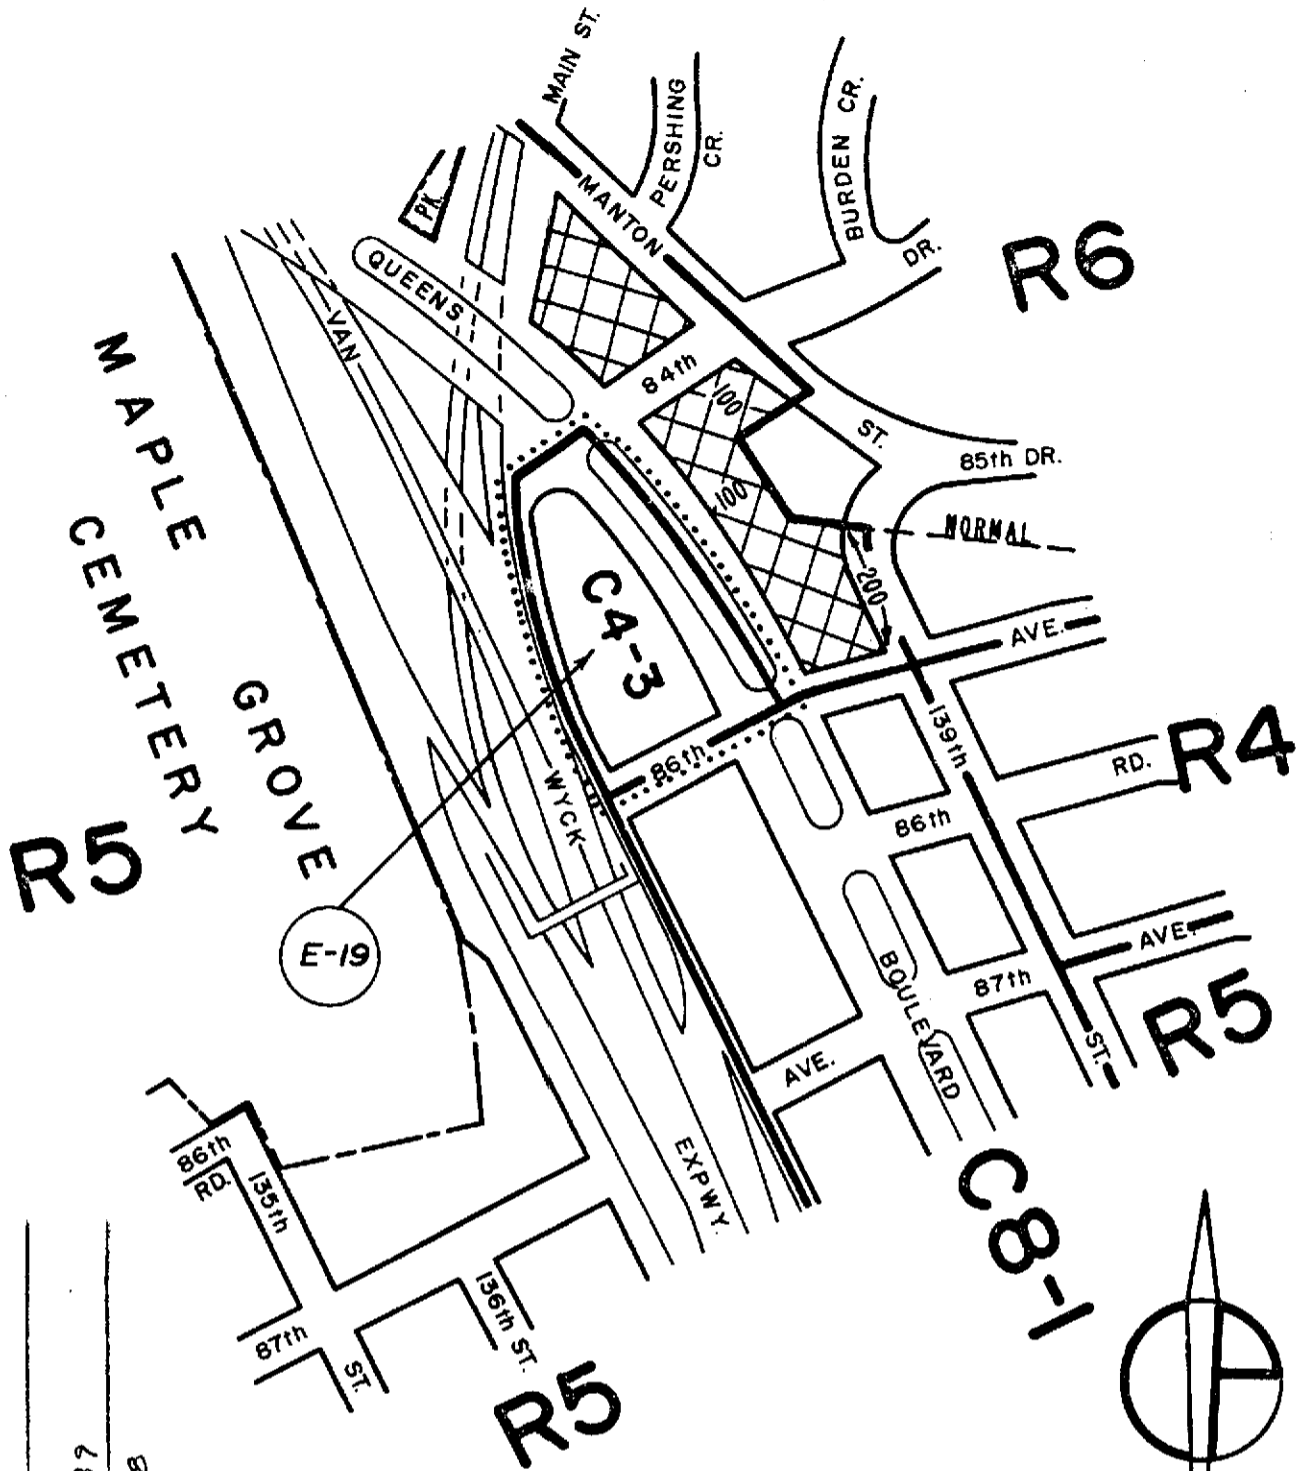 MAIN ST.
PERSHING
CR.
BURDEN CR.
DR.
PK.
MANTON
QUEENS
VAN
R6
84th
100
ST.
85th DR.
100
NORMAL
200
MAPLE GROVE
CEMETERY
C4-3
AVE.
139th
R4
RD.
86th
WYCK
86th
R5
E-19
AVE.
BOULEVARD
87th
R5
ST.
AVE.
86th
RD.
135th
EXPWY.
C8-1
136th ST.
87th
ST.
R5